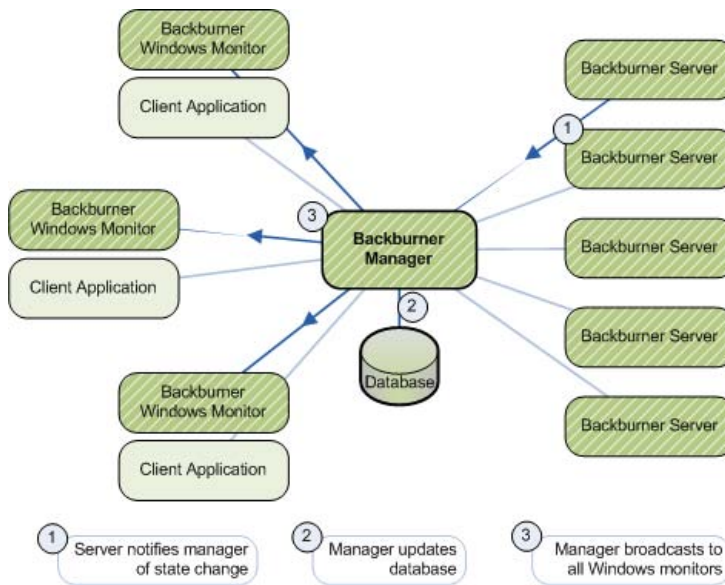 Backburner
Windows Monitor
Client Application
Backburner Server
1
Backburner Server
Backburner
Windows Monitor
3
Client Application
Backburner
Manager
Backburner Server
2
Database
Backburner Server
Backburner
Windows Monitor
Client Application
Backburner Server
1
Server notifies manager
of state change
2
Manager updates
database
3
Manager broadcasts to
all Windows monitors